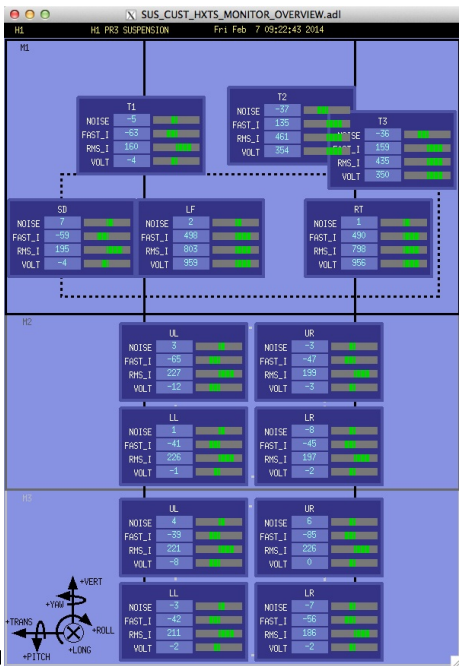 SUS_CUST_HXTS_MONITOR_OVERVIEW.adl
H1 H1 PR3 SUSPENSION Fri Feb 7 09:22:43 2014
M1
T1
NOISE -5
FAST_I -63
RMS_I 160
VOLT -4
T2
NOISE -37
FAST_I 135
RMS_I 461
VOLT 354
T3
NOISE -36
FAST_I 159
RMS_I 435
VOLT 350
SD
NOISE 7
FAST_I -59
RMS_I 195
VOLT -4
LF
NOISE 2
FAST_I 498
RMS_I 803
VOLT 959
RT
NOISE 1
FAST_I 490
RMS_I 798
VOLT 956
M2
UL
NOISE 3
FAST_I -65
RMS_I 227
VOLT -12
UR
NOISE -3
FAST_I -47
RMS_I 199
VOLT -3
LL
NOISE 1
FAST_I -41
RMS_I 226
VOLT -1
LR
NOISE -8
FAST_I -45
RMS_I 197
VOLT -2
M3
UL
NOISE 4
FAST_I -39
RMS_I 221
VOLT -8
UR
NOISE 6
FAST_I -85
RMS_I 226
VOLT 0
LL
NOISE -3
FAST_I -42
RMS_I 211
VOLT -2
LR
NOISE -7
FAST_I -56
RMS_I 186
VOLT -2
+VERT
+YAW
+TRANS
+ROLL
+LONG
+PITCH